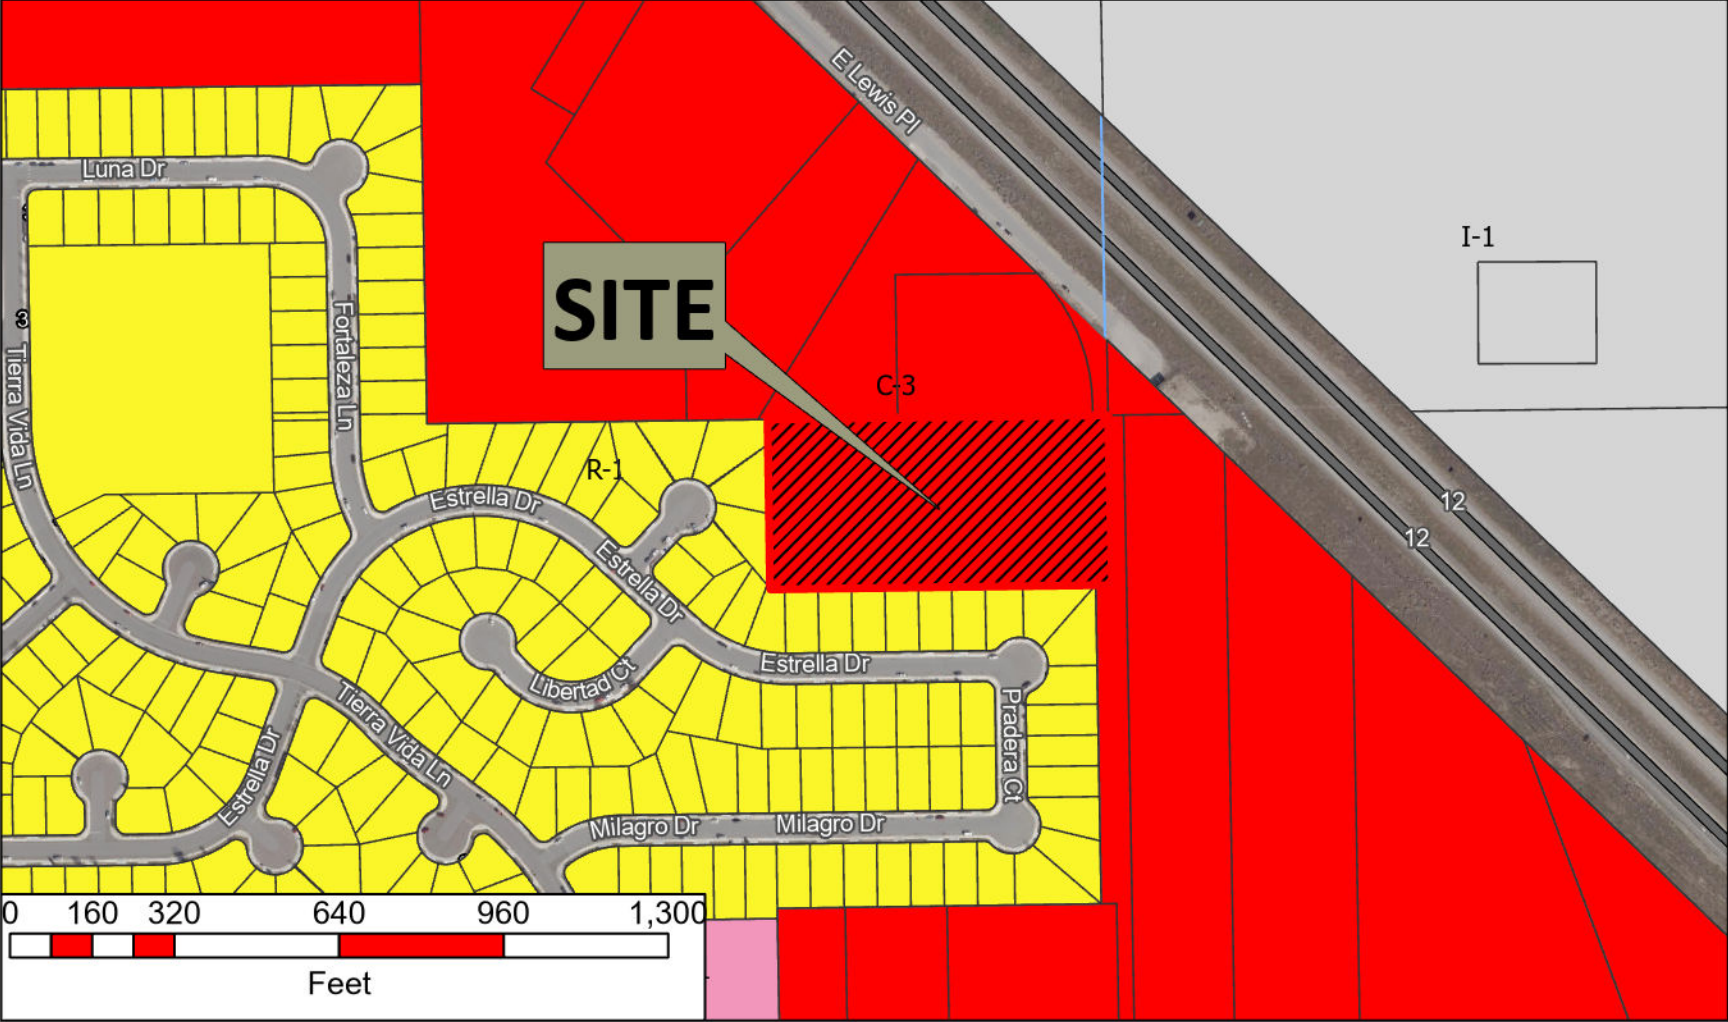 E Lewis Pl
Luna Dr
I-1
SITE
3
Fortaleza Ln
Tierra Vida Ln
C-3
R-1
Estrella Dr
12
12
Estrella Dr
Libertad Ct
Estrella Dr
Tierra Vida Ln
Pradera Ct
Estrella Dr
Milagro Dr
Milagro Dr
0 160 320 640 960 1,300
Feet